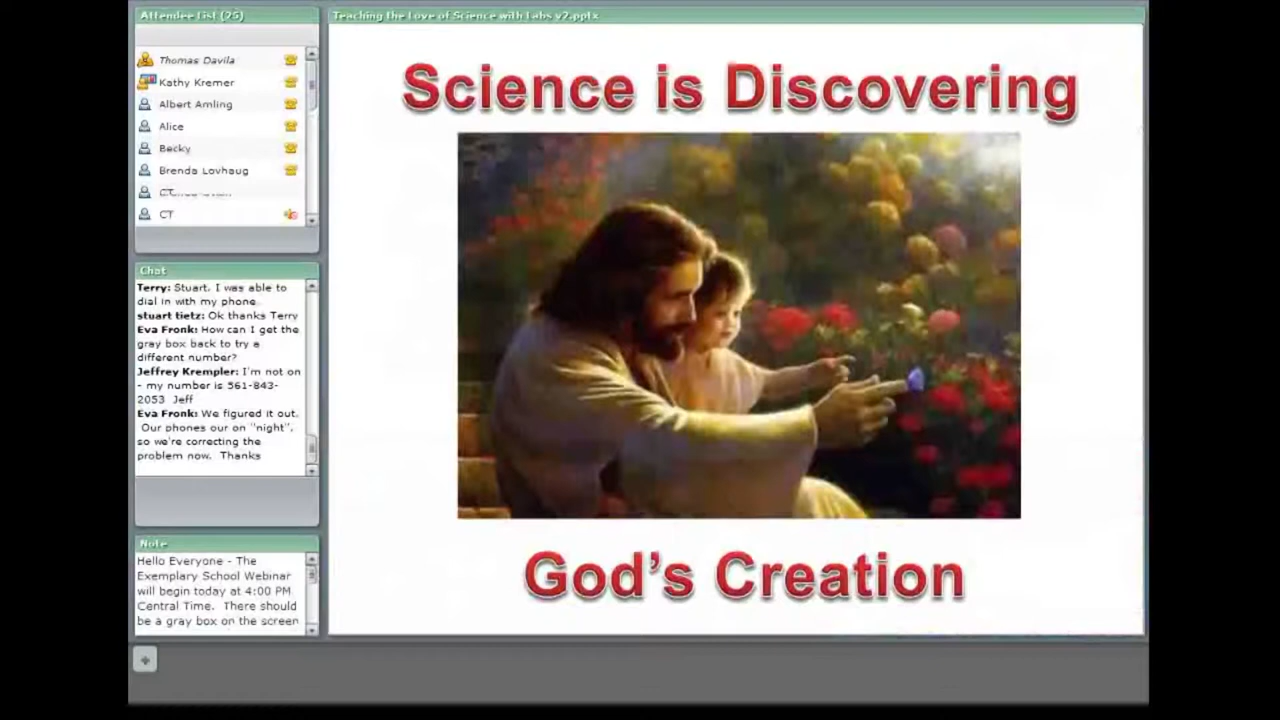 Attendee List (25)
Thomas Davila
Kathy Kremer
Albert Amling
Alice
Becky
Brenda Lovhaug
CT
Chat
Terry: Stuart, I was able to
dial in with my phone
stuart tietz: Ok thanks Terry
Eva Fronk: How can I get the
gray box back to try a
different number?
Jeffrey Krempler: I'm not on
- my number is 561-843-
2053 Jeff
Eva Fronk: We figured it out.
Our phones our on "night",
so we're correcting the
problem now. Thanks
Note
Hello Everyone - The
Exemplary School Webinar
will begin today at 4:00 PM
Central Time. There should
be a gray box on the screen
Teaching the Love of Science with Labs v2.pptx
Science is Discovering
God's Creation